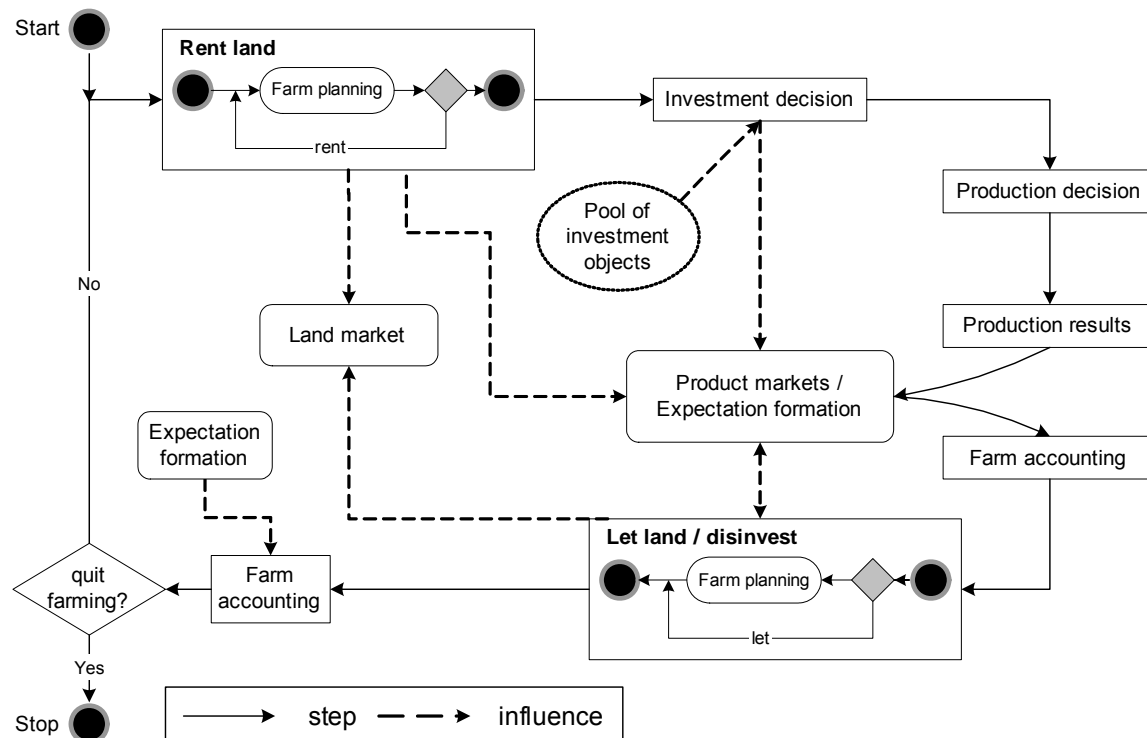 Start
Rent land
Farm planning
rent
Investment decision
Pool of
investment
objects
Production decision
No
Land market
Production results
Product markets /
Expectation formation
Expectation
formation
Farm accounting
Let land / disinvest
Farm planning
let
Farm
accounting
quit
farming?
Yes
Stop
step
influence